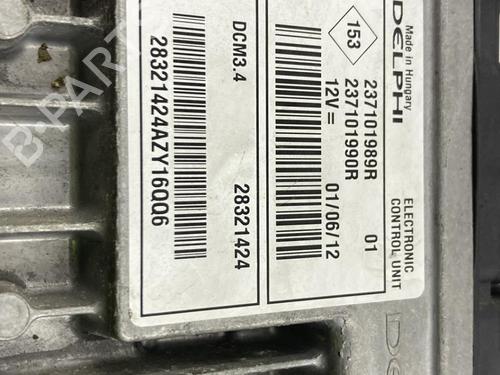 DELPHI
Made in Hungary
ELECTRONIC
CONTROL UNIT
153
237101989R
01
237101990R
12V=
01/06/12
DCM3.4
28321424
28321424AZY16QQ6
B-PARTS